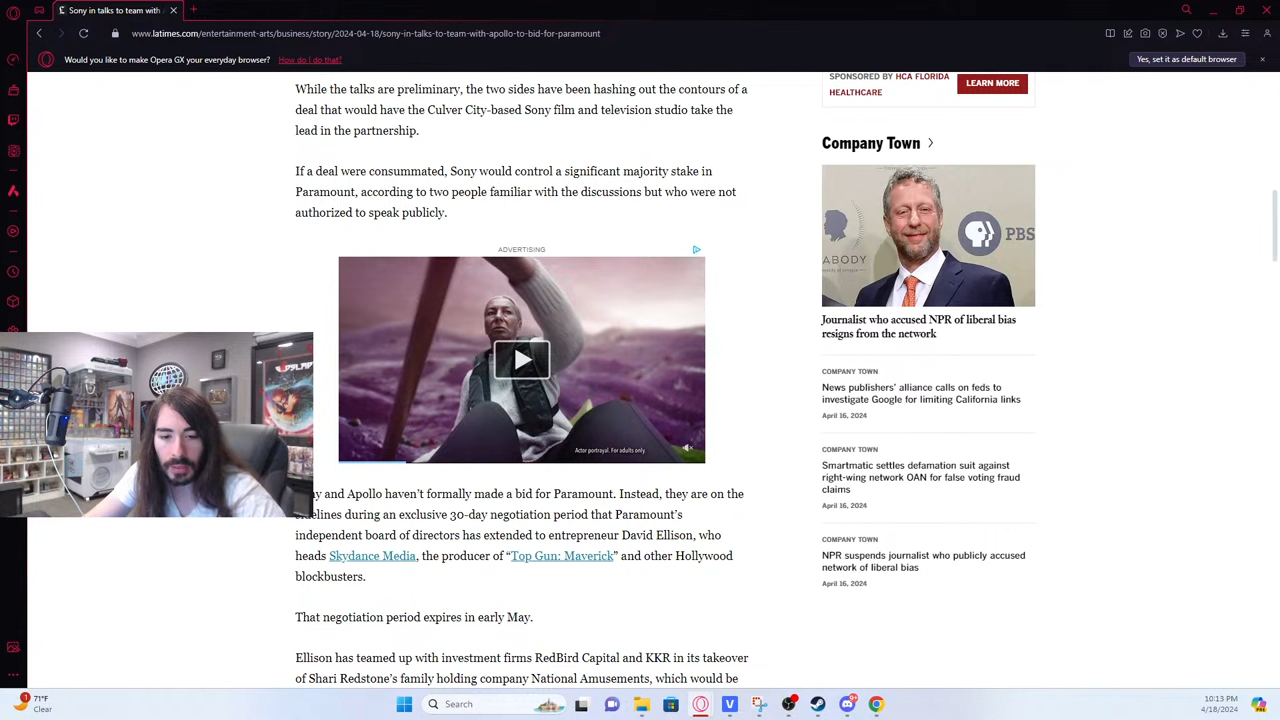 Sony in talks to team with
www.latimes.com/entertainment-arts/business/story/2024-04-18/sony-in-talks-to-team-with-apollo-to-bid-for-paramount
Would you like to make Opera GX your everyday browser? How do i do that?
Yes, set it as default browser
While the talks are preliminary, the two sides have been hashing out the contours of a
deal that would have the Culver City-based Sony film and television studio take the
lead in the partnership.
If a deal were consummated, Sony would control a significant majority stake in
Paramount, according to two people familiar with the discussions but who were not
authorized to speak publicly.
ADVERTISING
Actor portrayal. For adults only.
and Apollo haven't formally made a bid for Paramount. Instead, they are on the
during an exclusive 30-day negotiation period that Paramount's
independent board of directors has extended to entrepreneur David Ellison, who
heads Skydance Media, the producer of “Top Gun: Maverick” and other Hollywood
blockbusters.
That negotiation period expires in early May.
Ellison has teamed up with investment firms RedBird Capital and KKR in its takeover
of Shari Redstone's family holding company National Amusements, which would be
SPONSORED BY HCA FLORIDA
HEALTHCARE
LEARN MORE
Company Town
PBS
ABODY
Journalist who accused NPR of liberal bias
resigns from the network
COMPANY TOWN
News publishers' alliance calls on feds to
investigate Google for limiting California links
April 16, 2024
COMPANY TOWN
Smartmatic settles defamation suit against
right-wing network OAN for false voting fraud
claims
April 16, 2024
COMPANY TOWN
NPR suspends journalist who publicly accused
network of liberal bias
April 16, 2024
1
71°F
Clear
Search
9+
10:13 PM
4/18/2024